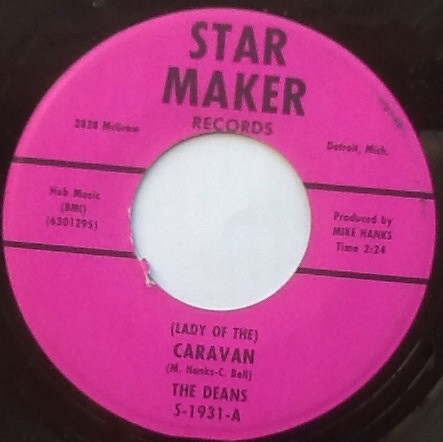 STAR
MAKER
RECORDS
2838 McGraw
Detroit, Mich.
Hob Music
(BMI)
(6301295)
Produced by
MIKE HANKS
Time 2:24
(LADY OF THE)
CARAVAN
(M. Hanks-C. Bell)
THE DEANS
S-1931-A